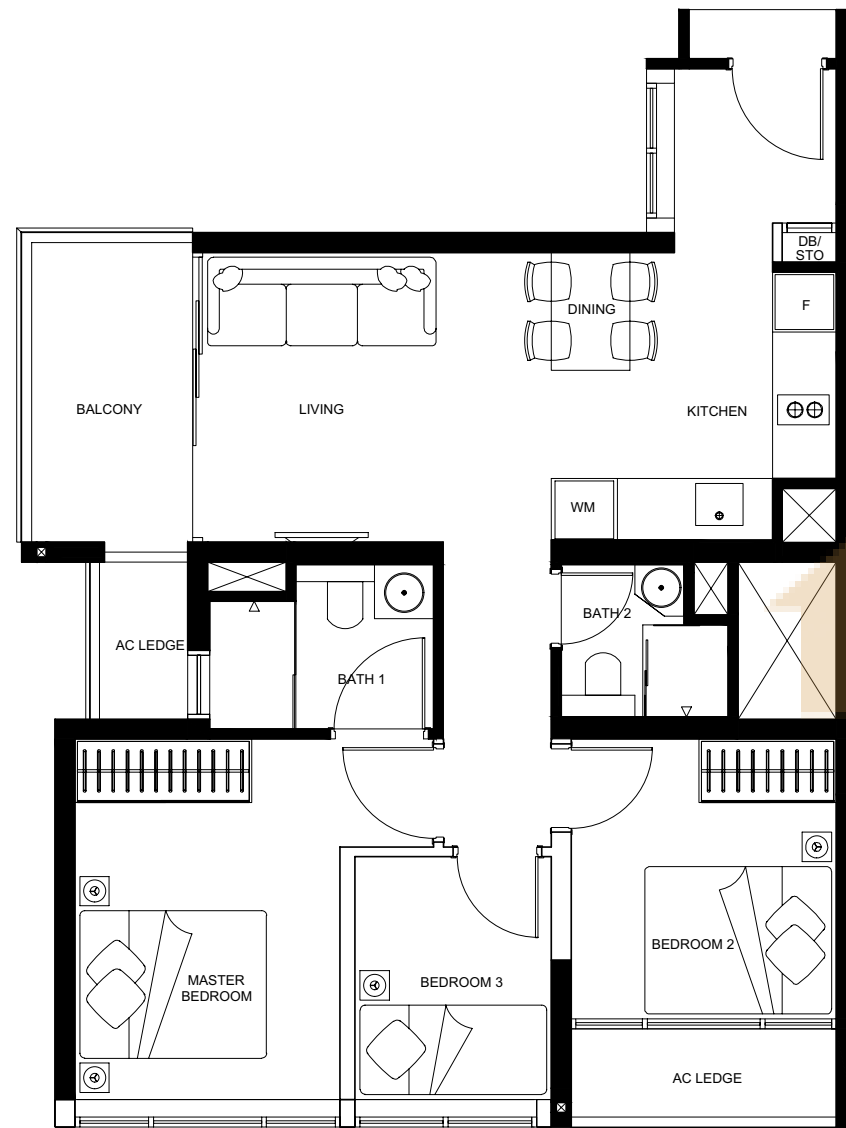 DB/
STO
F
DINING
BALCONY
LIVING
KITCHEN
WM
BATH 2
AC LEDGE
BATH 1
BEDROOM 2
MASTER
BEDROOM
BEDROOM 3
AC LEDGE